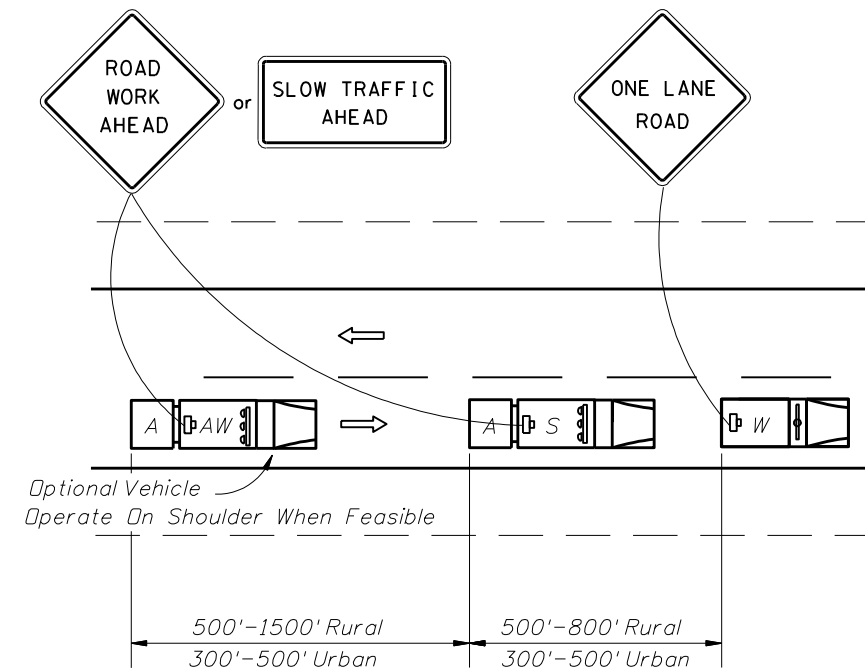 ROAD
WORK
AHEAD
or
SLOW TRAFFIC
AHEAD
ONE LANE
ROAD
A
AW
A
S
W
Optional Vehicle
Operate On Shoulder When Feasible
500'-1500' Rural
300'-500' Urban
500'-800' Rural
300'-500' Urban